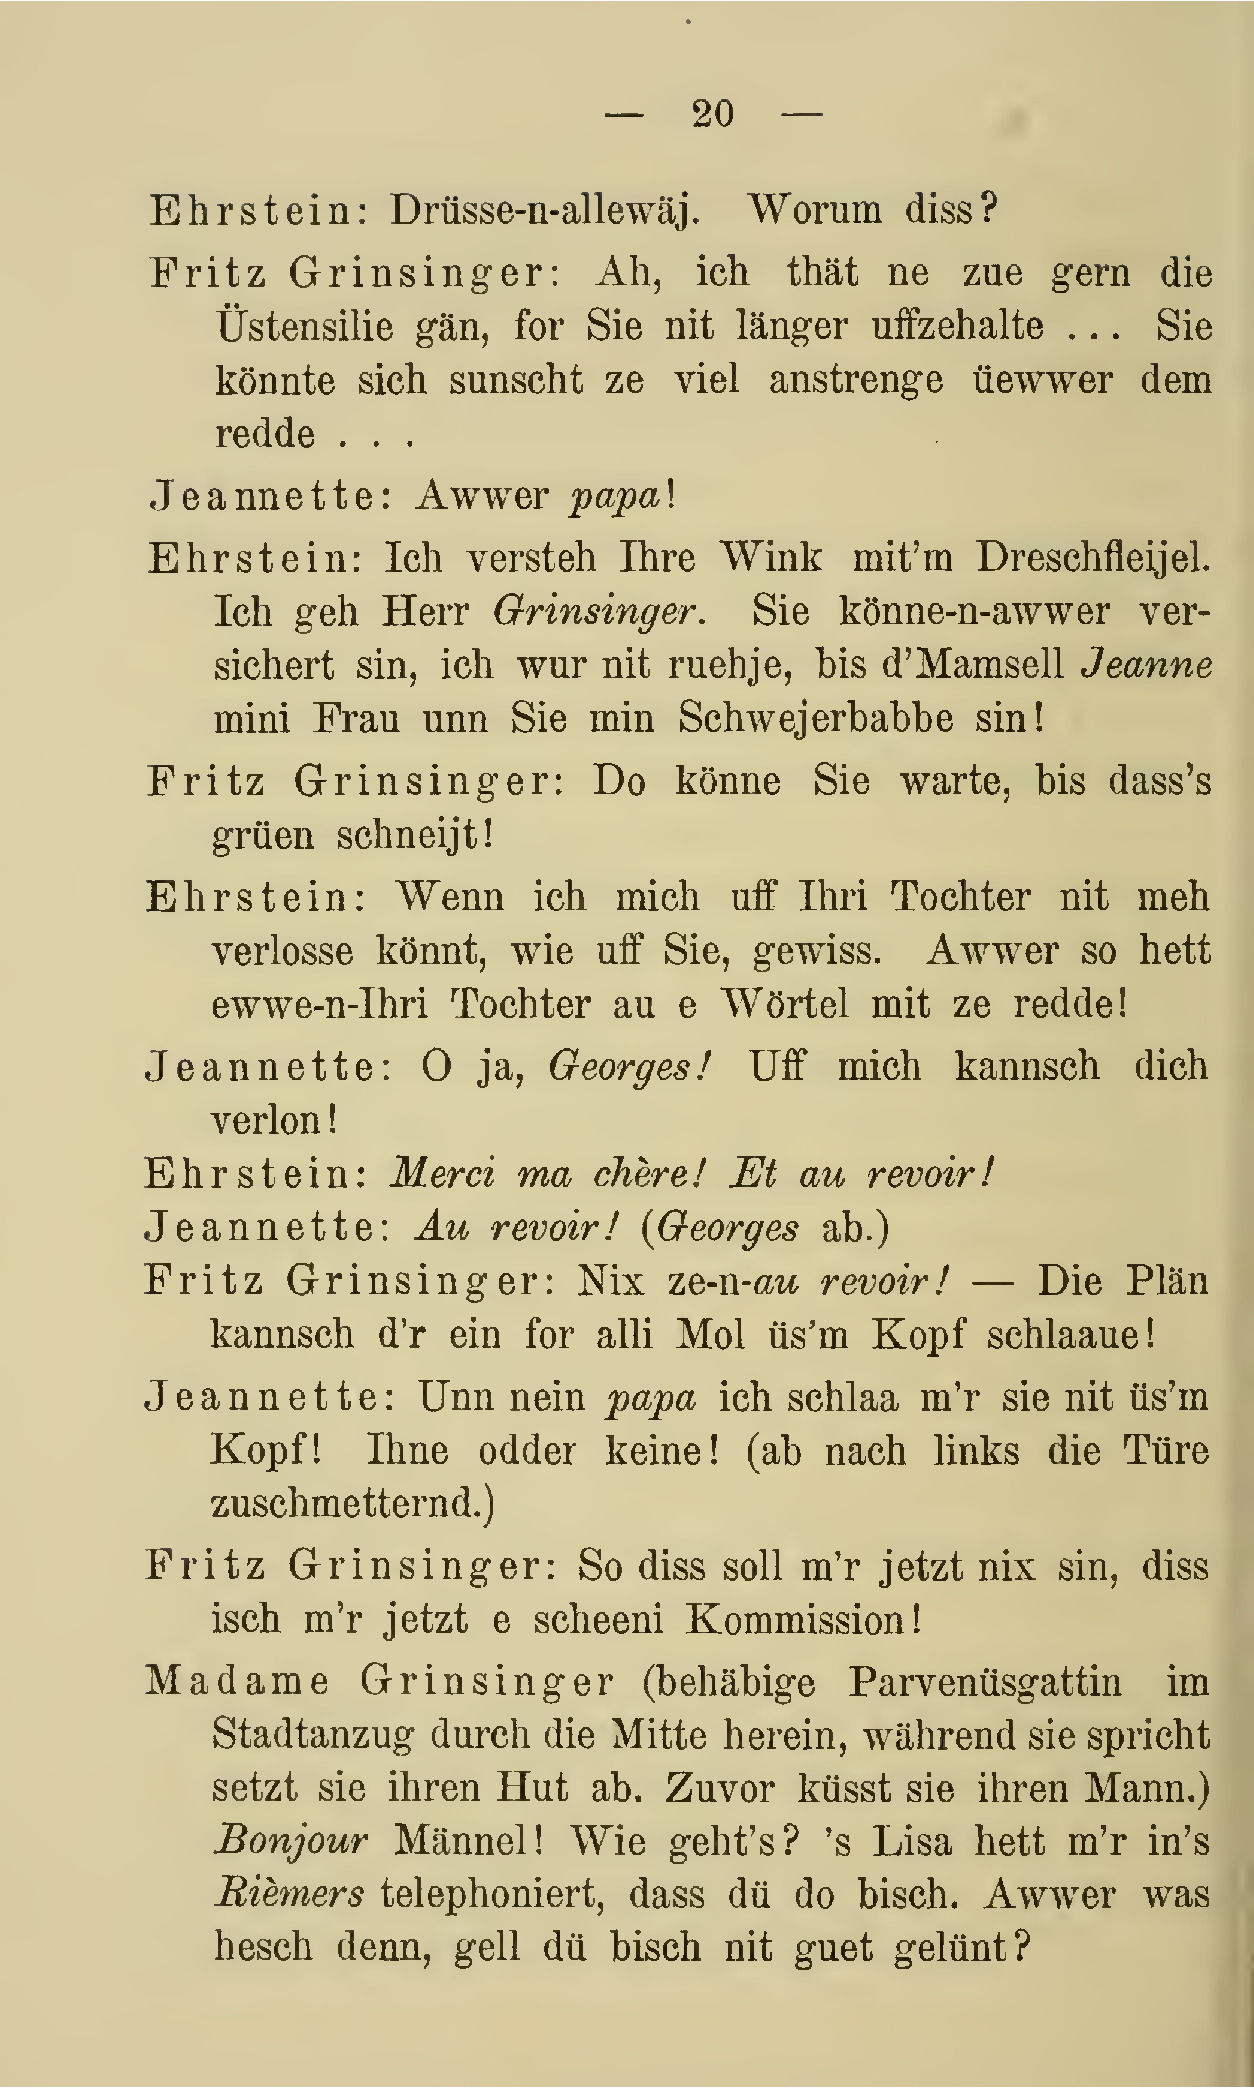 — 20 —
Ehrstein: Drüsse-n-allewäj. Worum diss?
Fritz Grinsinger: Ah, ich thät ne zue gern die
Üstensilie gän, for Sie nit länger uffzehalte ... Sie
könnte sich sunscht ze viel anstrenge üewwer dem
redde . . .
Jeannette: Awwer papa!
Ehrstein: Ich versteh Ihre Wink mit'm Dreschfleijel.
Ich geh Herr Grinsinger. Sie könne-n-awwer ver-
sichert sin, ich wur nit ruehje, bis d'Mamsell Jeanne
mini Frau unn Sie min Schwejerbabbe sin!
Fritz Grinsinger: Do könne Sie warte, bis dass's
grüen schneijt!
Ehrstein: Wenn ich mich uff Ihri Tochter nit meh
verlosse könnt, wie uff Sie, gewiss. Awwer so hett
ewwe-n-Ihri Tochter au e Wörtel mit ze redde!
Jeannette: O ja, Georges! Uff mich kannsch dich
verlon!
Ehrstein: Merci ma chère! Et au revoir!
Jeannette: Au revoir! (Georges ab.)
Fritz Grinsinger: Nix ze-n-au revoir! — Die Plän
kannsch d'r ein for alli Mol üs'm Kopf schlaaue!
Jeannette: Unn nein papa ich schlaa m'r sie nit üs'm
Kopf! Ihne odder keine! (ab nach links die Türe
zuschmetternd.)
Fritz Grinsinger: So diss soll m'r jetzt nix sin, diss
isch m'r jetzt e scheeni Kommission!
Madame Grinsinger (behäbige Parvenüsgattin im
Stadtanzug durch die Mitte herein, während sie spricht
setzt sie ihren Hut ab. Zuvor küsst sie ihren Mann.)
Bonjour Männel! Wie geht's? 's Lisa hett m'r in's
Rièmers telephoniert, dass dü do bisch. Awwer was
hesch denn, gell dü bisch nit guet gelünt?